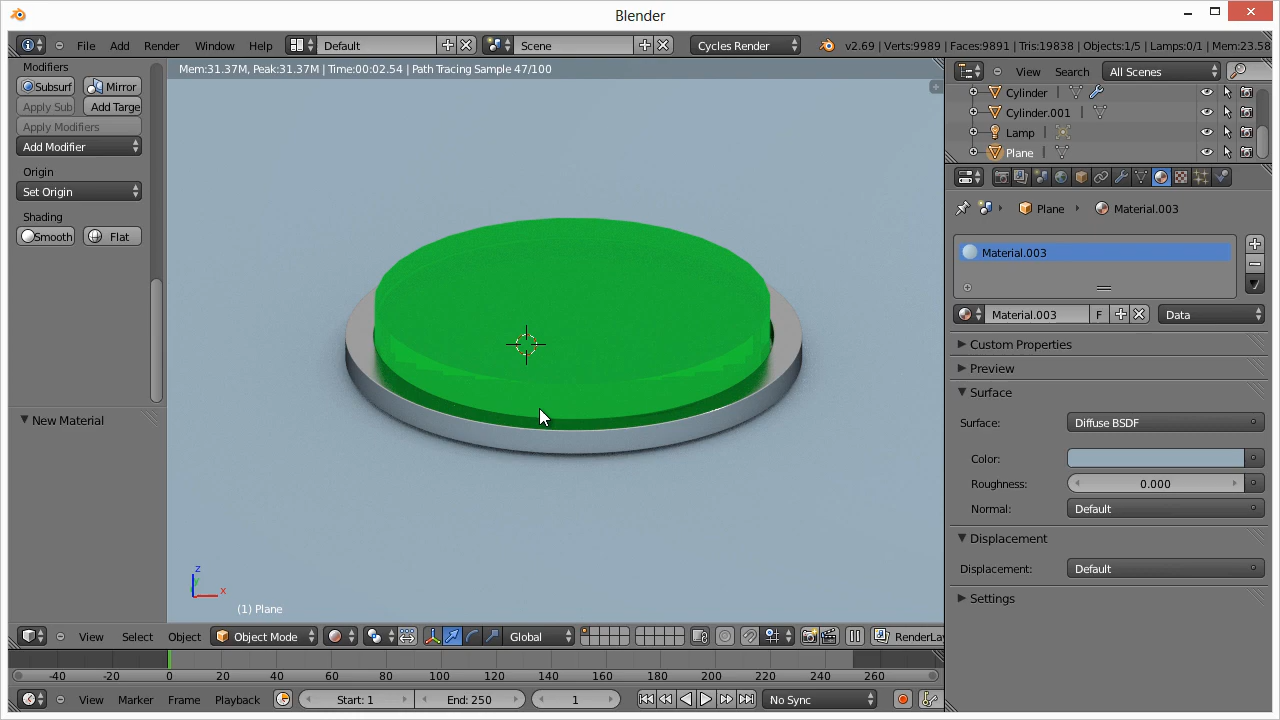 Blender
File Add Render Window Help Default Scene Cycles Render v2.69 | Verts:9989 | Faces:9891 | Tris:19838 | Objects:1/5 | Lamps:0/1 | Mem:23.58
Modifiers
Subsurf Mirror
Apply Sub Add Targe
Apply Modifiers
Add Modifier
Origin
Set Origin
Shading
Smooth Flat
New Material
Mem:31.37M, Peak:31.37M | Time:00:02.54 | Path Tracing Sample 47/100
z
y
x
(1) Plane
View Select Object Object Mode Global RenderLay
-40 -20 0 20 40 60 80 100 120 140 160 180 200 220 240 260
View Marker Frame Playback Start: 1 End: 250 1 No Sync
View Search All Scenes
Cylinder
Cylinder.001
Lamp
Plane
Plane Material.003
Material.003
Material.003 F Data
Custom Properties
Preview
Surface
Surface: Diffuse BSDF
Color:
Roughness: 0.000
Normal: Default
Displacement
Displacement: Default
Settings